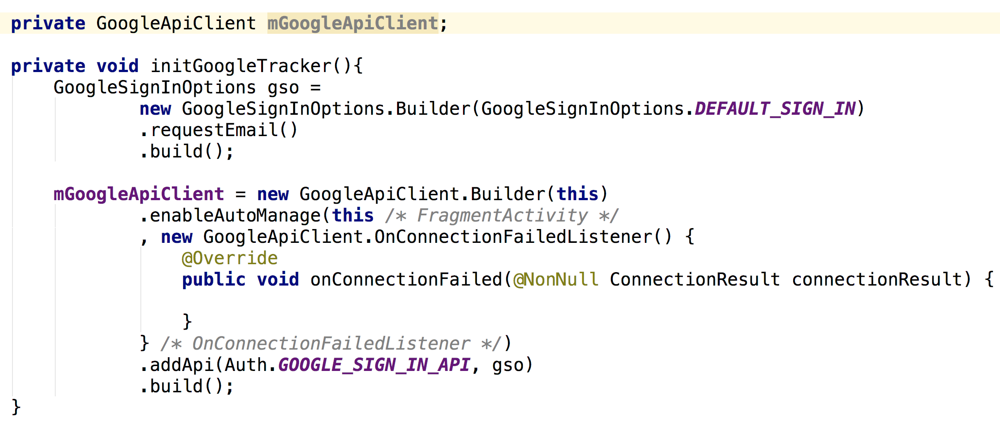 private GoogleApiClient mGoogleApiClient;
private void initGoogleTracker(){
GoogleSignInOptions gso =
new GoogleSignInOptions.Builder(GoogleSignInOptions.DEFAULT_SIGN_IN)
.requestEmail()
.build();
mGoogleApiClient = new GoogleApiClient.Builder(this)
.enableAutoManage(this /* FragmentActivity */
, new GoogleApiClient.OnConnectionFailedListener() {
@Override
public void onConnectionFailed(@NonNull ConnectionResult connectionResult) {
}
} /* OnConnectionFailedListener */)
.addApi(Auth.GOOGLE_SIGN_IN_API, gso)
.build();
}